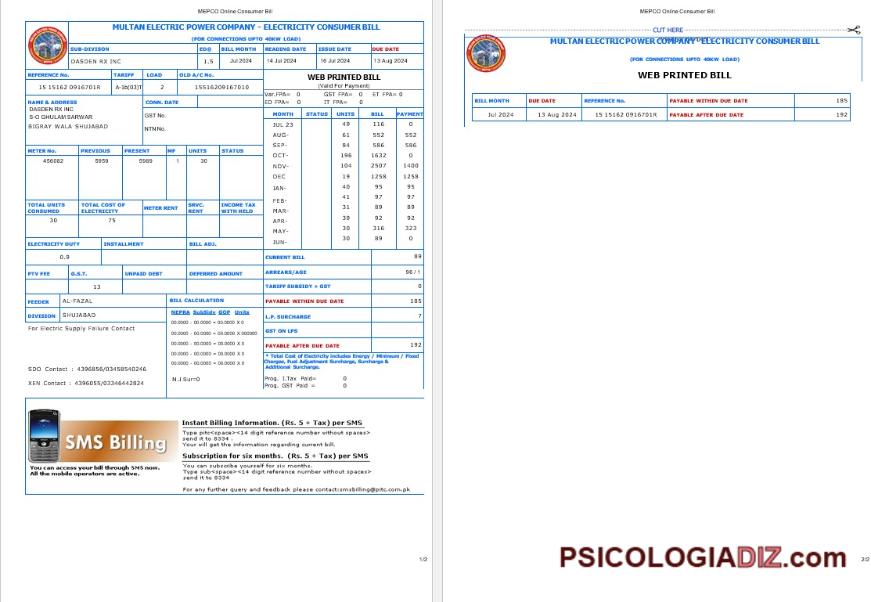 MEPCO Online Consumer Bill
MULTAN ELECTRIC POWER COMPANY - ELECTRICITY CONSUMER BILL
(FOR CONNECTIONS UPTO 40KW LOAD)
SUB-DIVISON EDO BILL MONTH READING DATE ISSUE DATE DUE DATE
DASDEN RX INC 1.5 Jul 2024 14 Jul 2024 16 Jul 2024 13 Aug 2024
REFERENCE No. TARIFF LOAD OLD A/C No.
15 15162 0916701R A-1b(03)T 2 15516209167010
WEB PRINTED BILL
(Valid For Payment)
Var.FPA= 0 GST FPA= 0 ET FPA= 0
ED FPA= 0 IT FPA= 0
NAME & ADDRESS
DASDEN RX INC
S-O GHULAM SARWAR
BIGRAY WALA SHUJABAD
CONN. DATE
GST No.
NTN No.
MONTH STATUS UNITS BILL PAYMENT
JUL 23 49 116 0
AUG- 61 552 552
SEP- 84 586 586
OCT- 196 1632 0
NOV- 104 2507 1400
DEC 19 1258 1258
JAN- 40 95 95
FEB- 41 97 97
MAR- 31 89 89
APR- 39 92 92
MAY- 30 316 323
JUN- 30 89 0
METER No. PREVIOUS PRESENT MF UNITS STATUS
456082 5959 5989 1 30
TOTAL UNITS CONSUMED TOTAL COST OF ELECTRICITY METER RENT SRVC. RENT INCOME TAX WITH HELD
30 75
ELECTRICITY DUTY INSTALLMENT BILL ADJ.
0.9
PTV FEE G.S.T. UNPAID DEBT DEFERRED AMOUNT
13
CURRENT BILL 89
ARREARS/AGE 96 / 1
TARIFF SUBSIDY + GST 0
PAYABLE WITHIN DUE DATE 185
L.P. SURCHARGE 7
GST ON LPS
PAYABLE AFTER DUE DATE 192
FEEDER AL-FAZAL
DIVISION SHUJABAD
For Electric Supply Failure Contact
SDO Contact : 4396856/03458540246
XEN Contact : 4396055/03346442824
BILL CALCULATION
NEPRA Subsidy GOP Units
00.0000 - 00.0000 = 00.0000 X 0
00.0000 - 00.0000 = 00.0000 X 000000
00.0000 - 00.0000 = 00.0000 X 0
00.0000 - 00.0000 = 00.0000 X 0
00.0000 - 00.0000 = 00.0000 X 0
N.J.Sur=0
* Total Cost of Electricity includes Energy / Minimum / Fixed
Charges, Fuel Adjustment Surcharge, Surcharge &
Additional Surcharge.
Prog. I.Tax Paid= 0
Prog. GST Paid = 0
SMS Billing
You can access your bill through SMS now.
All the mobile operators are active.
Instant Billing Information. (Rs. 5 + Tax) per SMS
Type pitc<space><14 digit reference number without spaces>
send it to 8334 .
Your will get the information regarding current bill.
Subscription for six months. (Rs. 5 + Tax) per SMS
You can subscribe yourself for six months.
Type sub<space><14 digit reference number without spaces>
send it to 8334
For any further query and feedback please contact:smsbilling@pitc.com.pk
1/2
MEPCO Online Consumer Bill
CUT HERE
MULTAN ELECTRIC POWER COMPANY - ELECTRICITY CONSUMER BILL
(FOR CONNECTIONS UPTO 40KW LOAD)
WEB PRINTED BILL
BILL MONTH DUE DATE REFERENCE No. PAYABLE WITHIN DUE DATE 185
Jul 2024 13 Aug 2024 15 15162 0916701R PAYABLE AFTER DUE DATE 192
PSICOLOGIADIZ.com
2/2